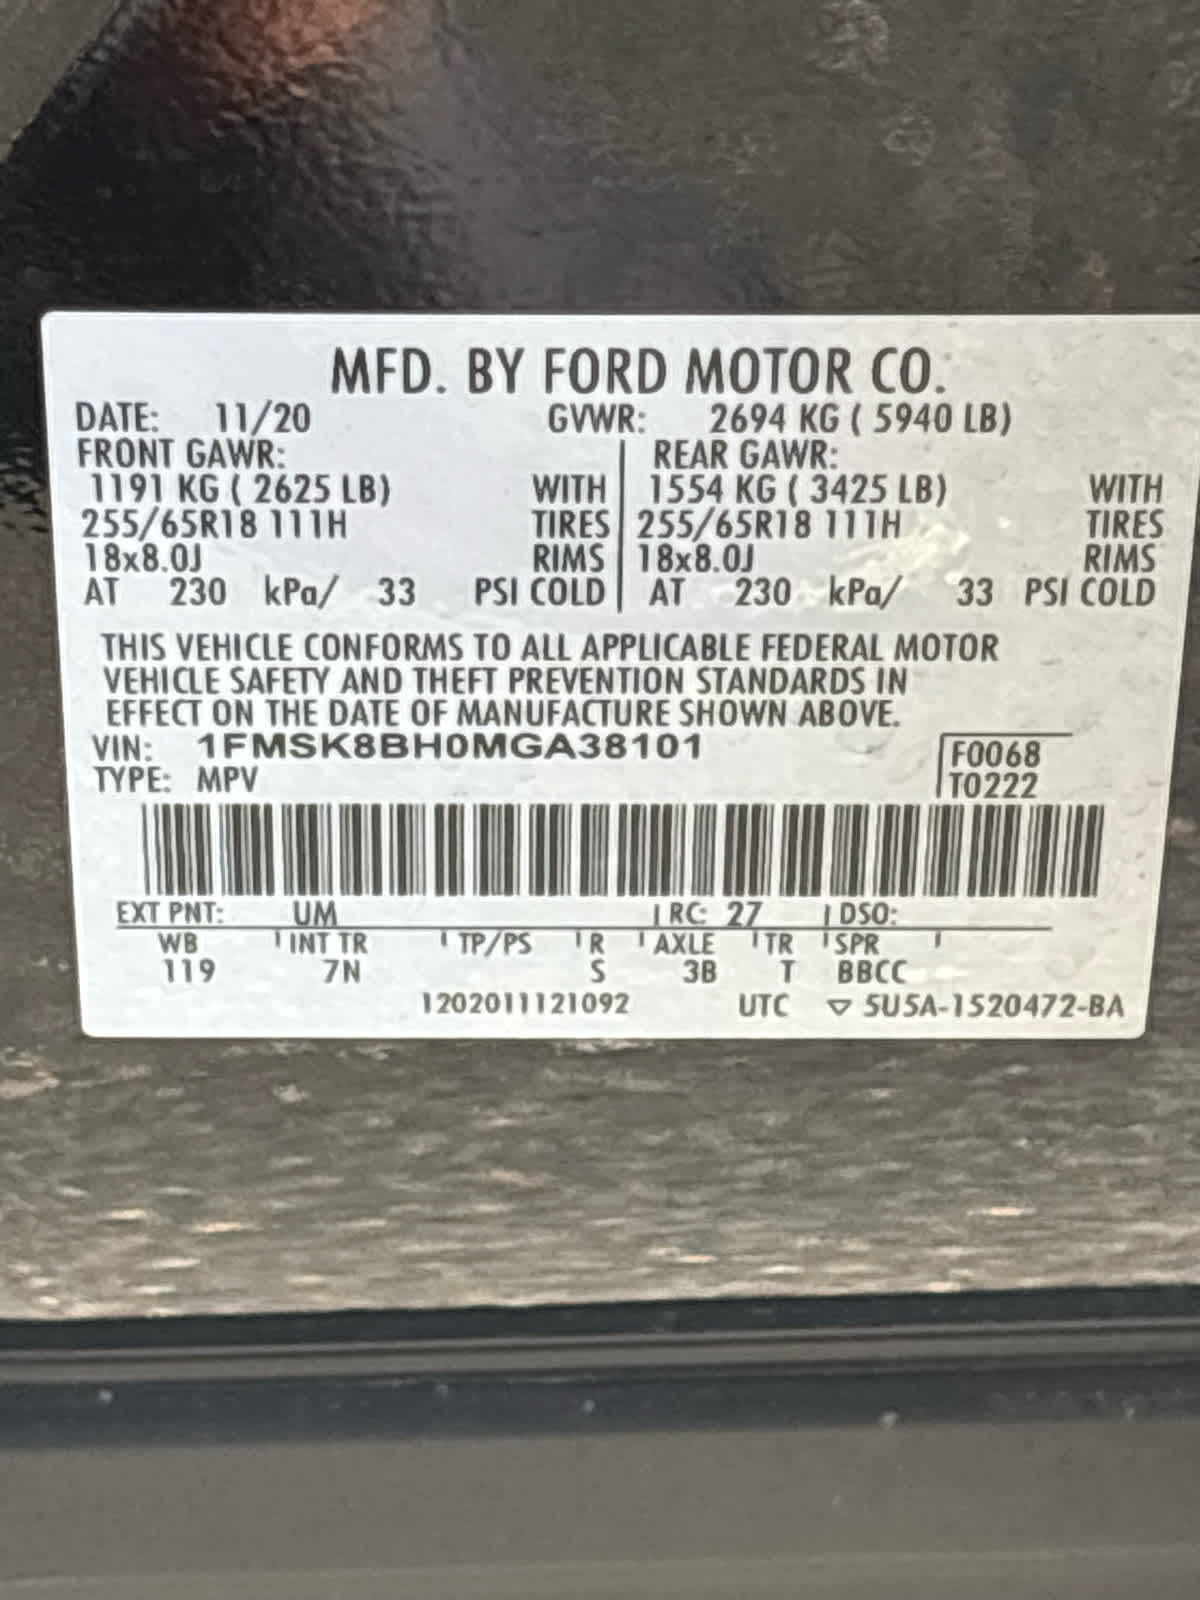 MFD. BY FORD MOTOR CO.
DATE: 11/20 GVWR: 2694 KG ( 5940 LB)
FRONT GAWR: REAR GAWR:
1191 KG ( 2625 LB) WITH 1554 KG ( 3425 LB) WITH
255/65R18 111H TIRES 255/65R18 111H TIRES
18x8.0J RIMS 18x8.0J RIMS
AT 230 kPa/ 33 PSI COLD AT 230 kPa/ 33 PSI COLD
THIS VEHICLE CONFORMS TO ALL APPLICABLE FEDERAL MOTOR
VEHICLE SAFETY AND THEFT PREVENTION STANDARDS IN
EFFECT ON THE DATE OF MANUFACTURE SHOWN ABOVE.
VIN: 1FMSK8BH0MGA38101 F0068
TYPE: MPV T0222
EXT PNT: UM RC: 27 DSO:
WB INT TR TP/PS R AXLE TR SPR
119 7N S 3B T BBCC
1202011121092 UTC ▽ 5U5A-1520472-BA